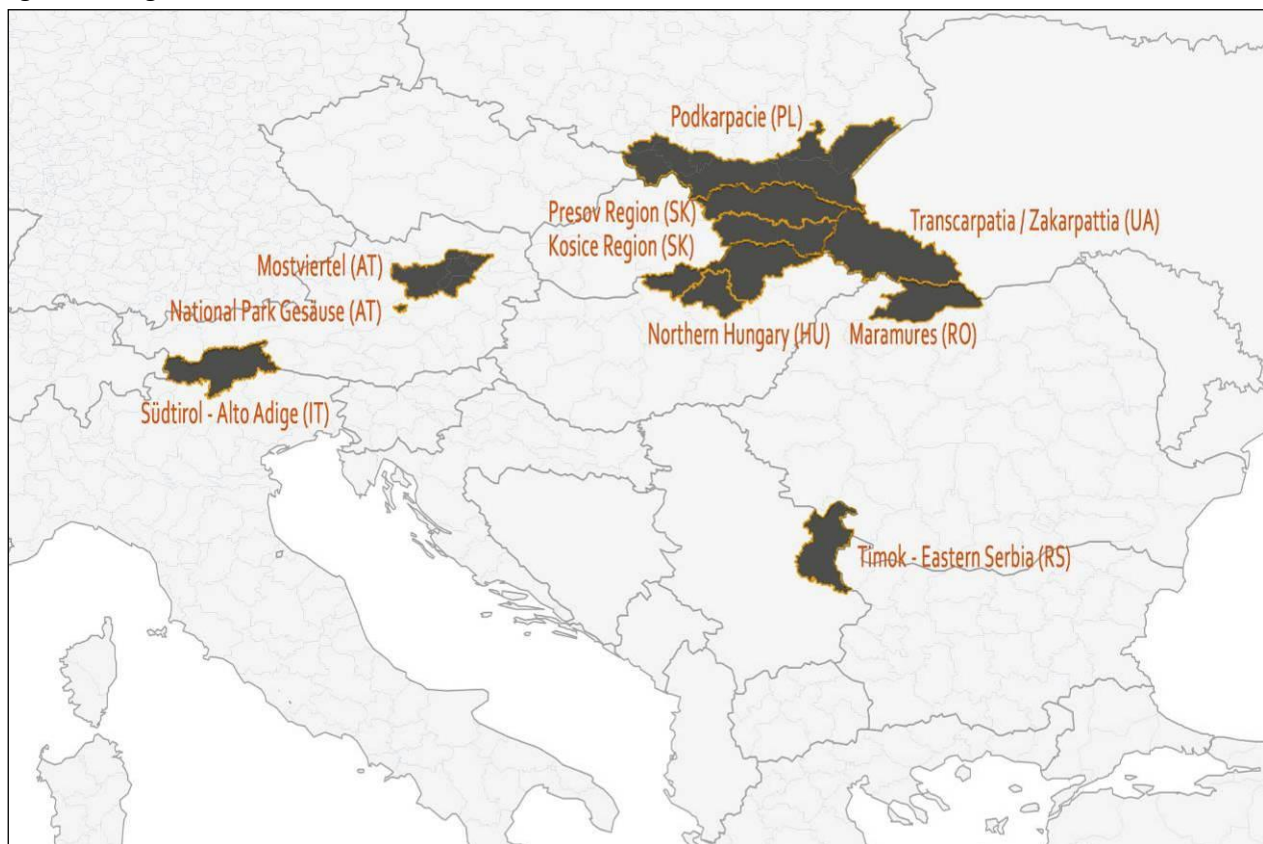 Podkarpacie (PL)
Presov Region (SK)
Kosice Region (SK)
Transcarpatia / Zakarpattia (UA)
Mostviertel (AT)
National Park Gesäuse (AT)
Northern Hungary (HU)
Maramures (RO)
Südtirol - Alto Adige (IT)
Timok - Eastern Serbia (RS)